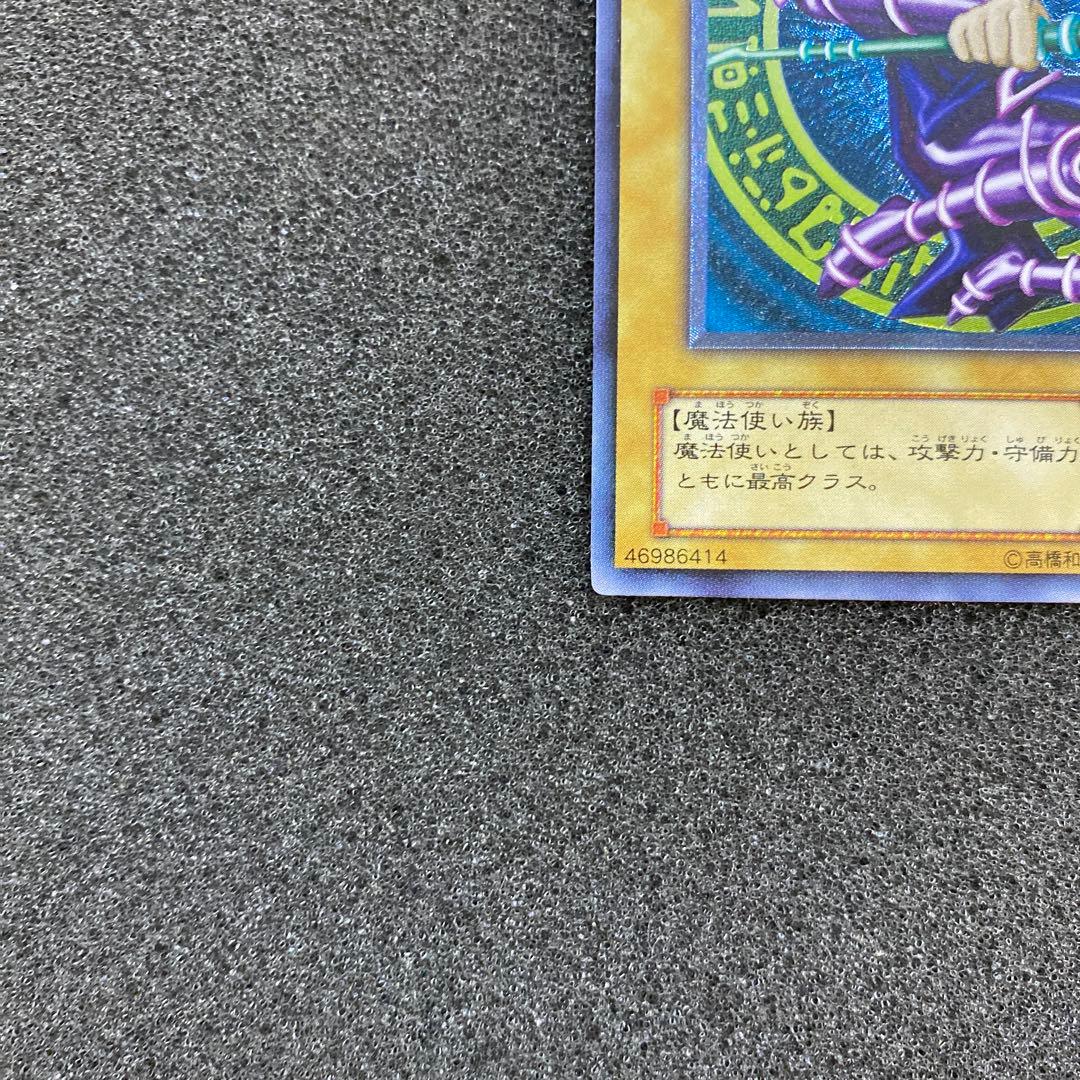 【魔法使い族】
魔法使いとしては、攻撃力・守備力
ともに最高クラス。
46986414
©高橋和